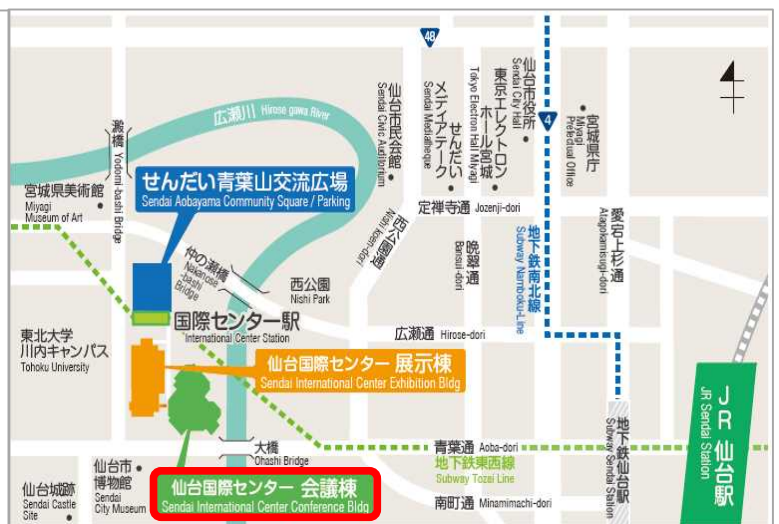 48
広瀬川 Hirose gawa River
澱橋 Yodomi-bashi Bridge
仙台市民会館
Sendai Civic Auditorium
せんだい
メディアテーク
Sendai Mediatheque
東京エレクトロン
ホール宮城
Tokyo Electron Hall Miyagi
仙台市役所
Sendai City Hall
4
宮城県庁
Miyagi
Prefectual Office
宮城県美術館
Miyagi
Museum of Art
せんだい青葉山交流広場
Sendai Aobayama Community Square / Parking
西公園通
Nishi koen-dori
定禅寺通 Jozenji-dori
晩翠通
Bansui-dori
地下鉄南北線
Subway Namboku-Line
愛宕上杉通
Atagokamisugi-dori
仲の瀬橋
Nakanose
-bashi
Bridge
西公園
Nishi Park
国際センター駅
International Center Station
広瀬通 Hirose-dori
東北大学
川内キャンパス
Tohoku University
仙台国際センター 展示棟
Sendai International Center Exhibition Bldg
JR 仙台駅
JR Sendai Station
地下鉄仙台駅
Subway Sendai Station
大橋
Ohashi Bridge
青葉通 Aoba-dori
地下鉄東西線
Subway Tozai Line
仙台市
博物館
Sendai
City Museum
仙台城跡
Sendai Castle
Site
仙台国際センター 会議棟
Sendai International Center Conference Bldg
南町通 Minamimachi-dori